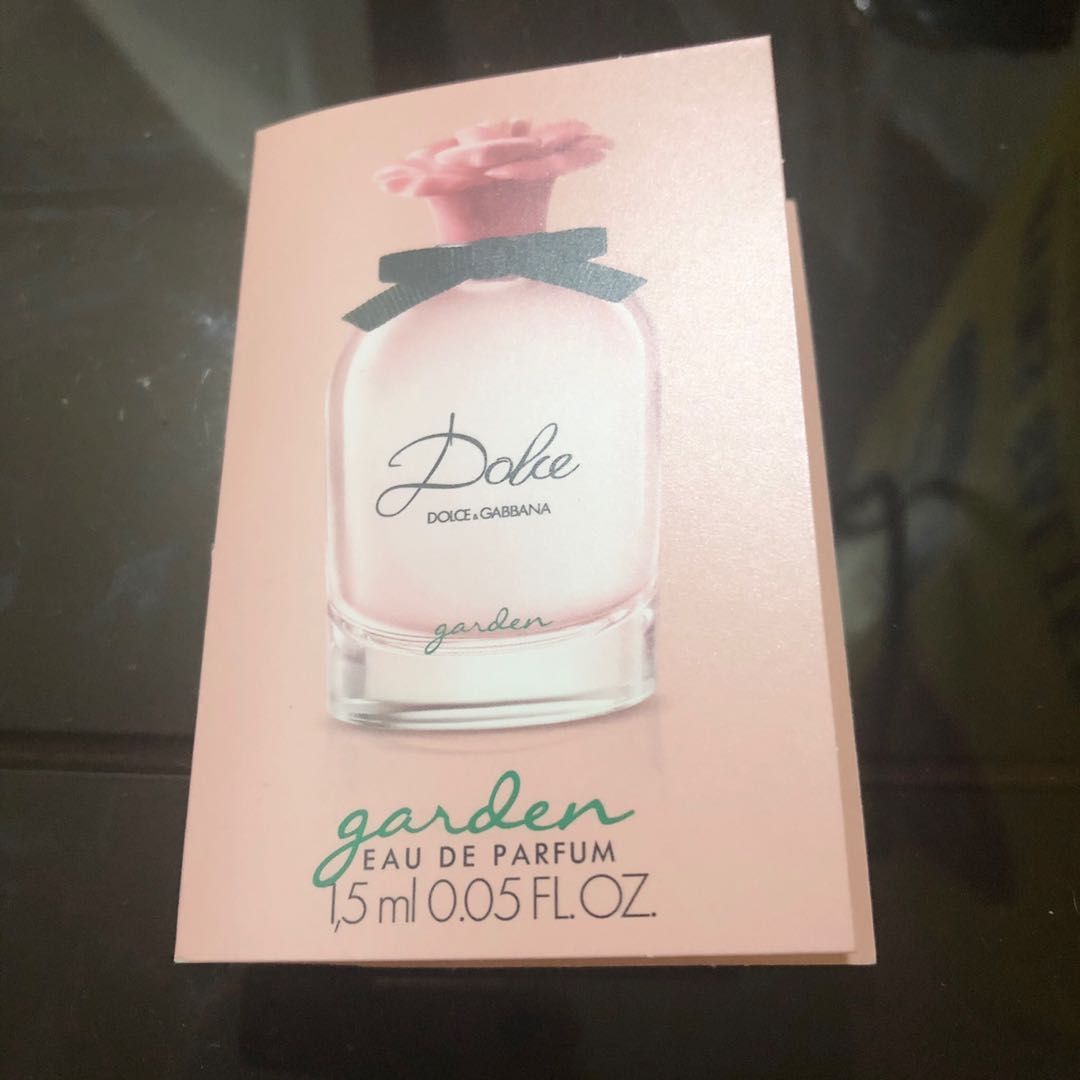 Dolce
DOLCE & GABBANA
garden
garden
EAU DE PARFUM
1,5 ml 0.05 FL. OZ.